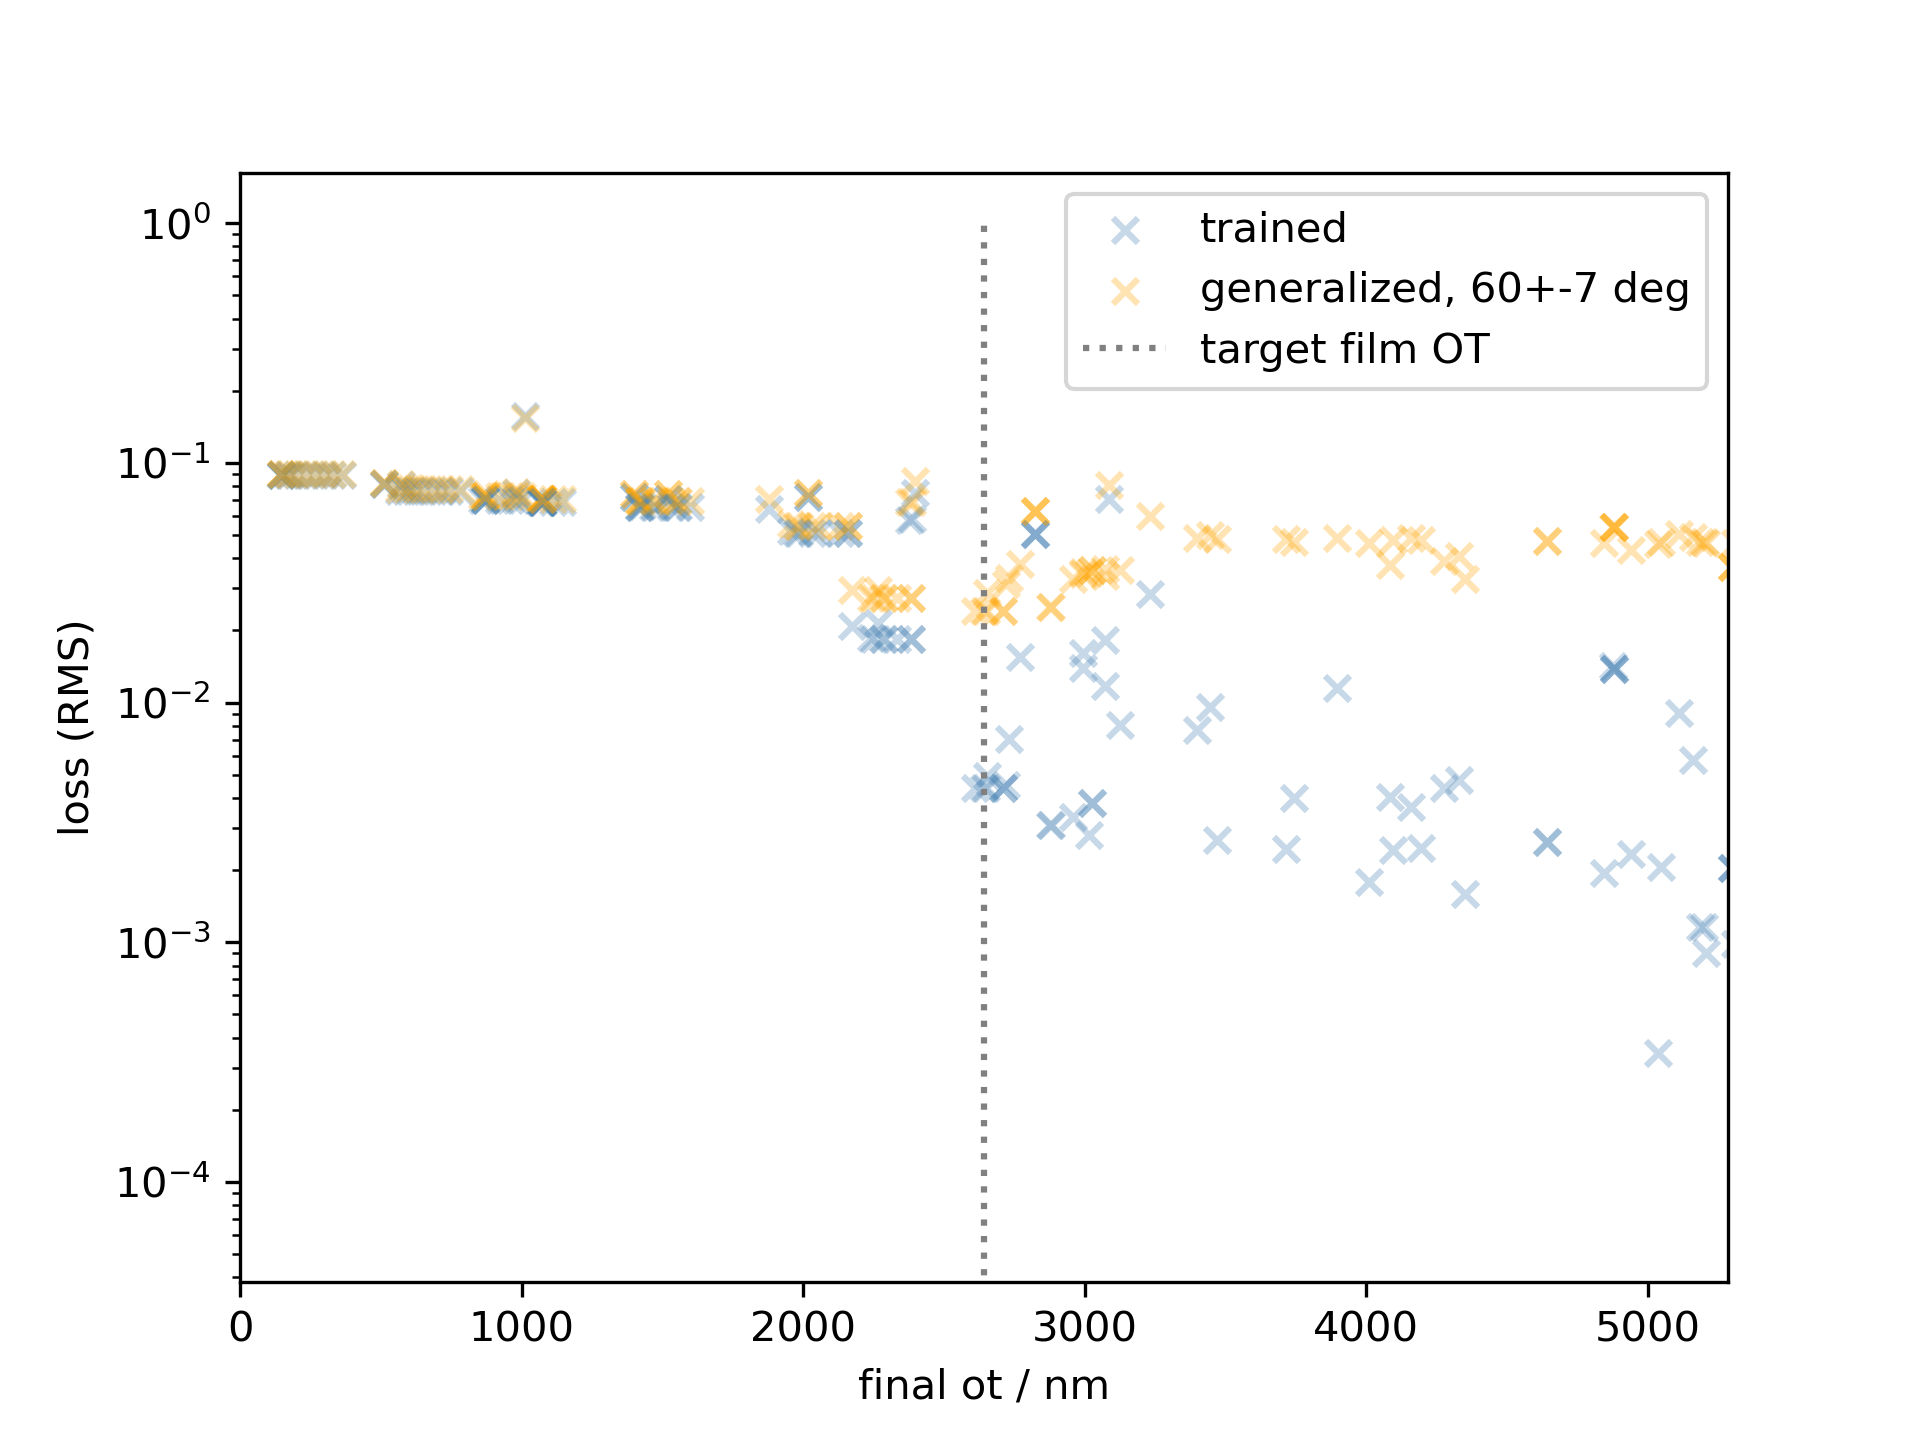 trained
generalized, 60+-7 deg
target film OT
10⁰
10⁻¹
10⁻²
10⁻³
10⁻⁴
loss (RMS)
0 1000 2000 3000 4000 5000
final ot / nm